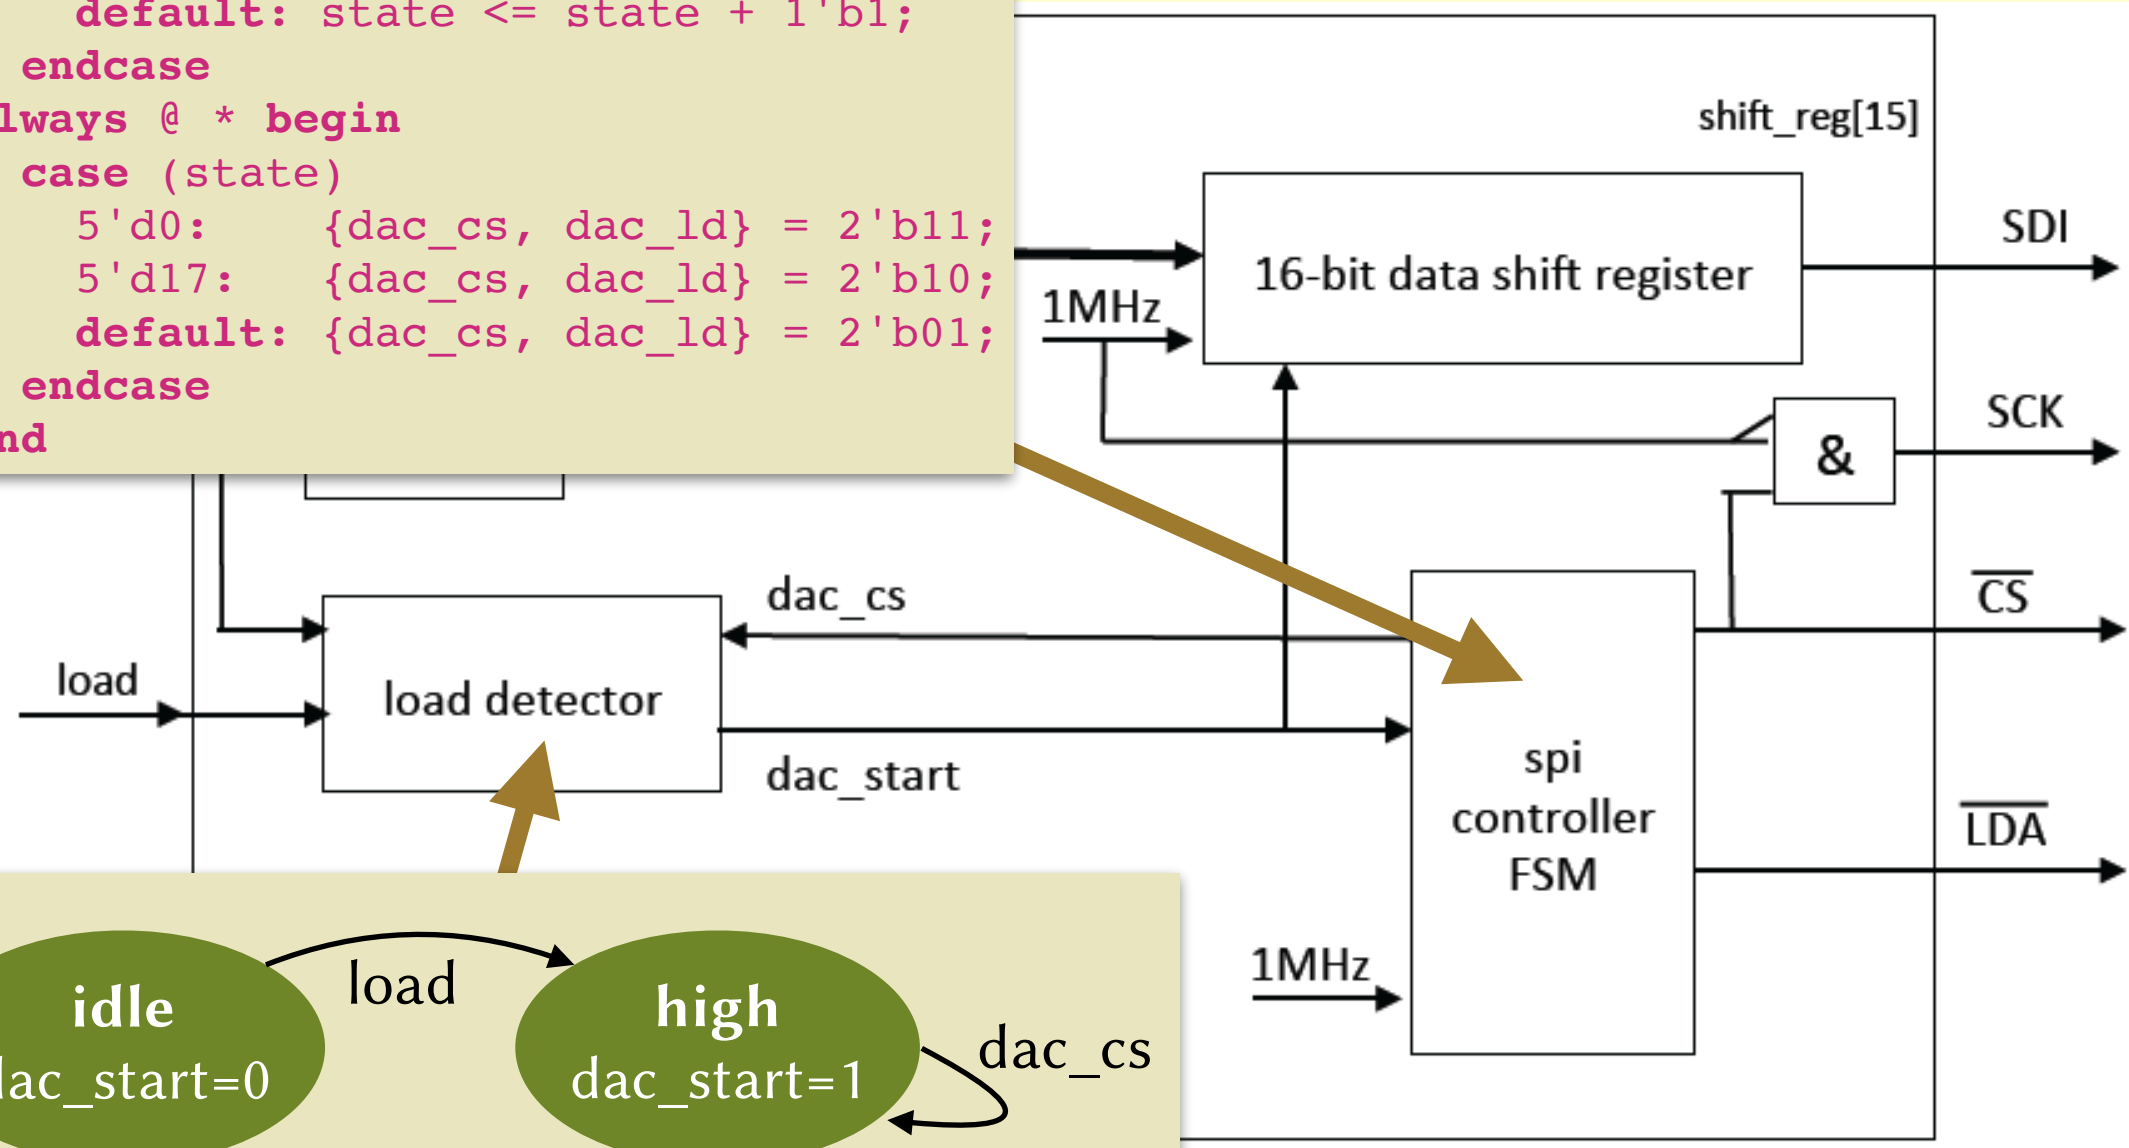 default: state <= state + 1'b1;
endcase
lways @ * begin
case (state)
5'd0: {dac_cs, dac_ld} = 2'b11;
5'd17: {dac_cs, dac_ld} = 2'b10;
default: {dac_cs, dac_ld} = 2'b01;
endcase
nd
shift_reg[15]
16-bit data shift register
SDI
1MHz
&
SCK
dac_cs
CS
load
load detector
dac_start
spi
controller
FSM
LDA
1MHz
idle
dac_start=0
load
high
dac_start=1
dac_cs